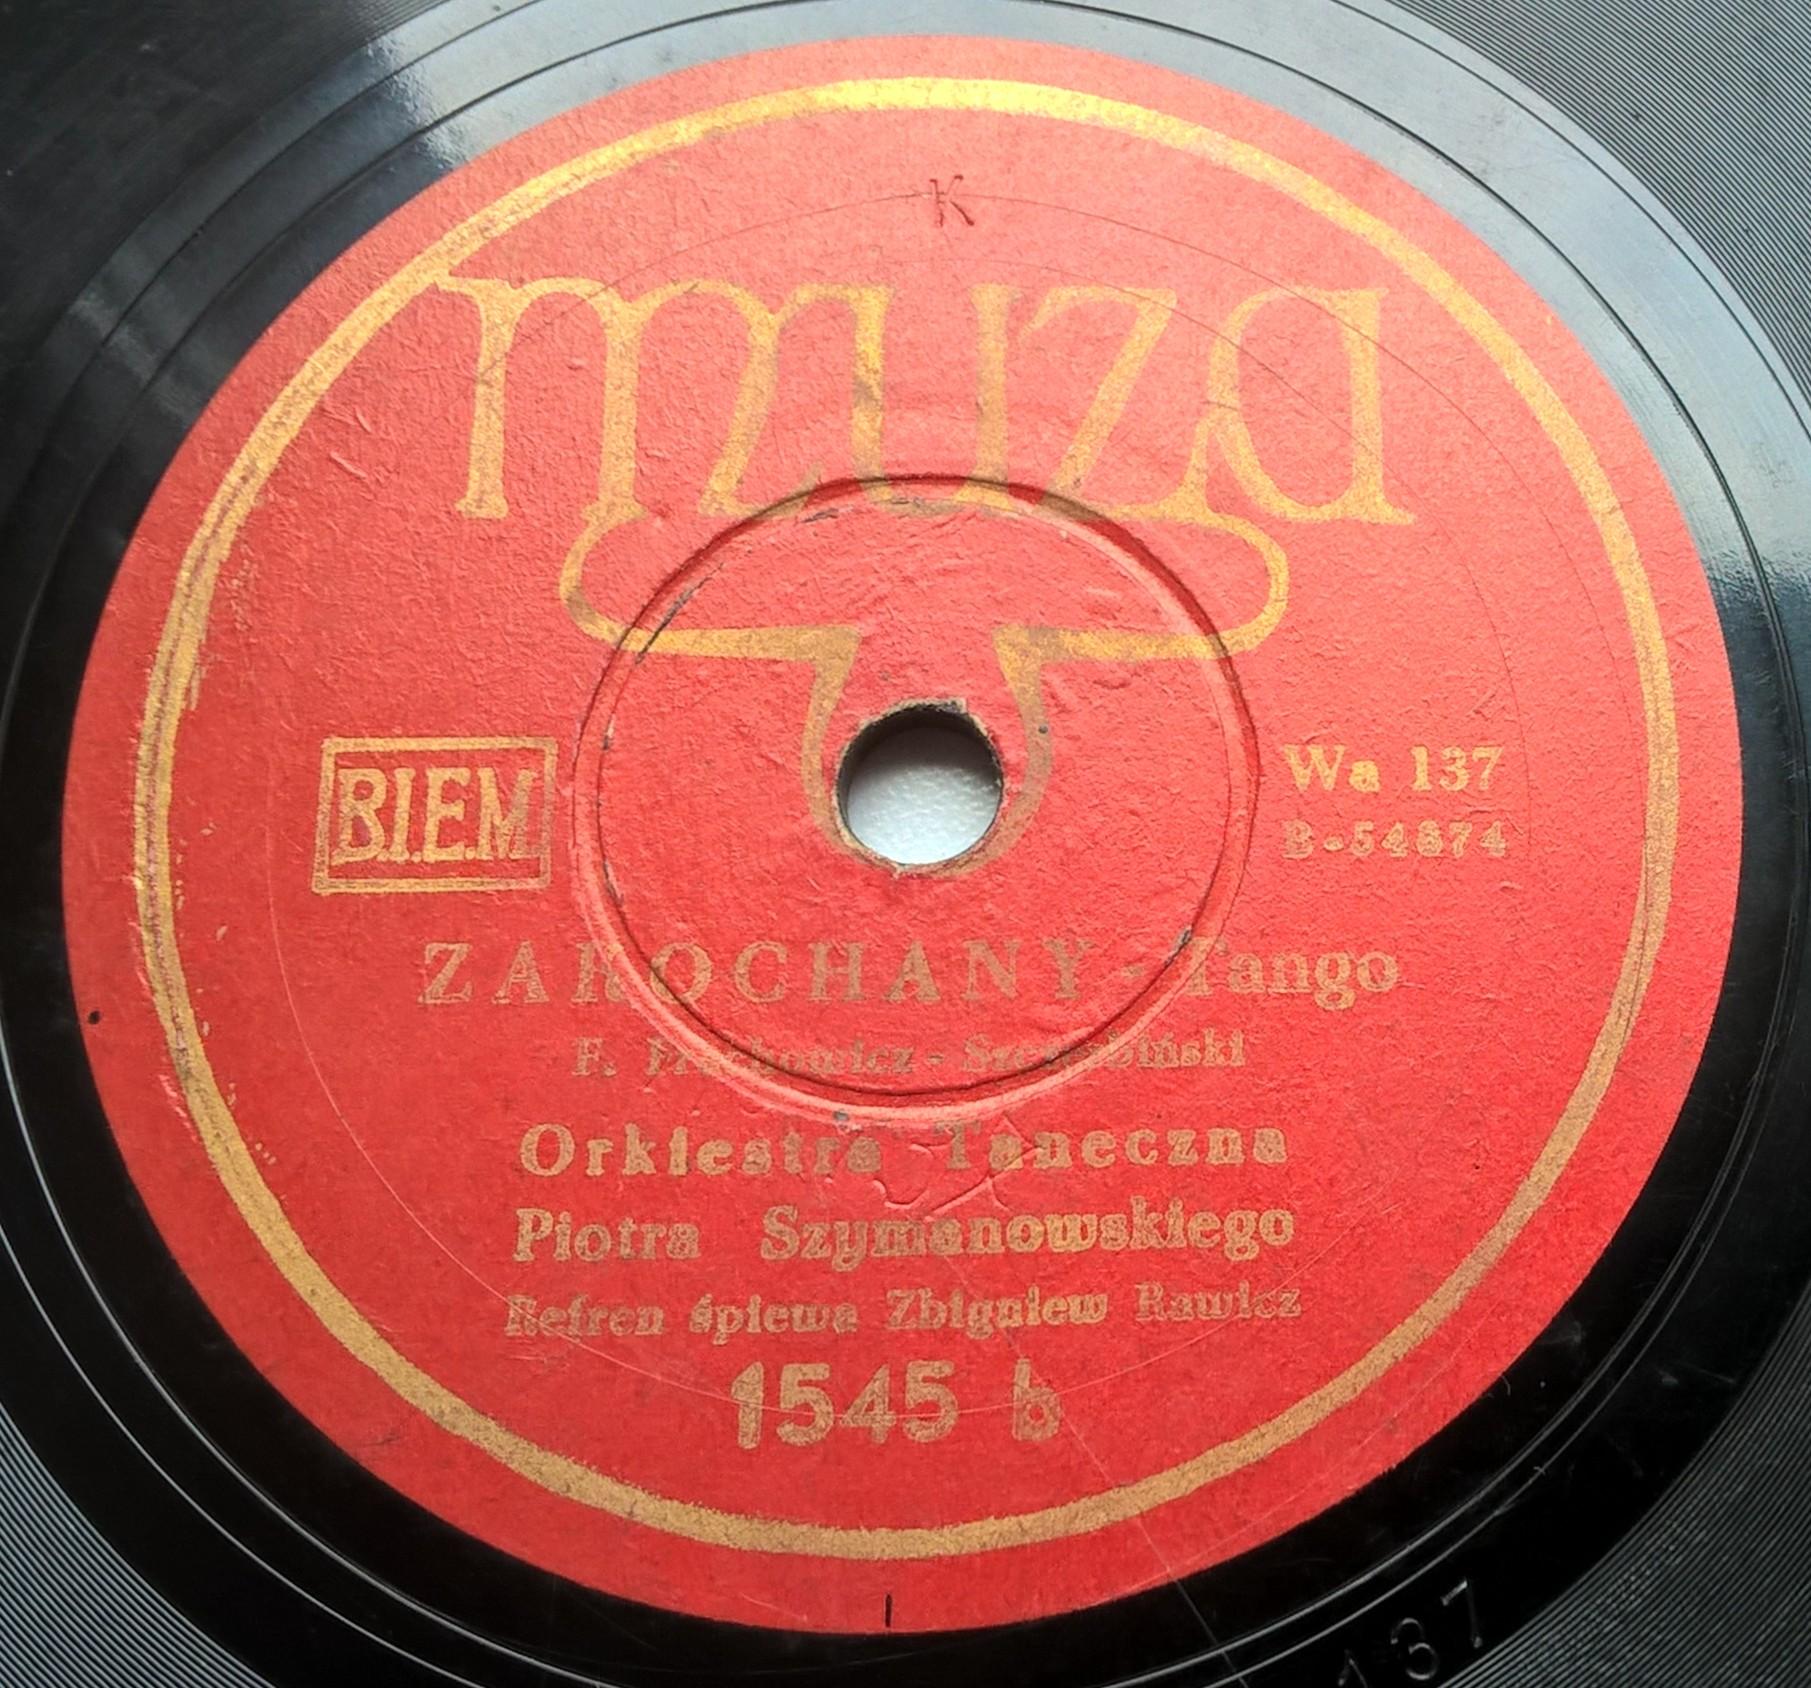 K
muza
B.I.E.M.
Wa 137
B-54874
ZAKOCHANY - Tango
F.
Orkiestra Taneczna
Piotra Szymanowskiego
Refren śpiewa Zbigniew Rawicz
1545 b
137